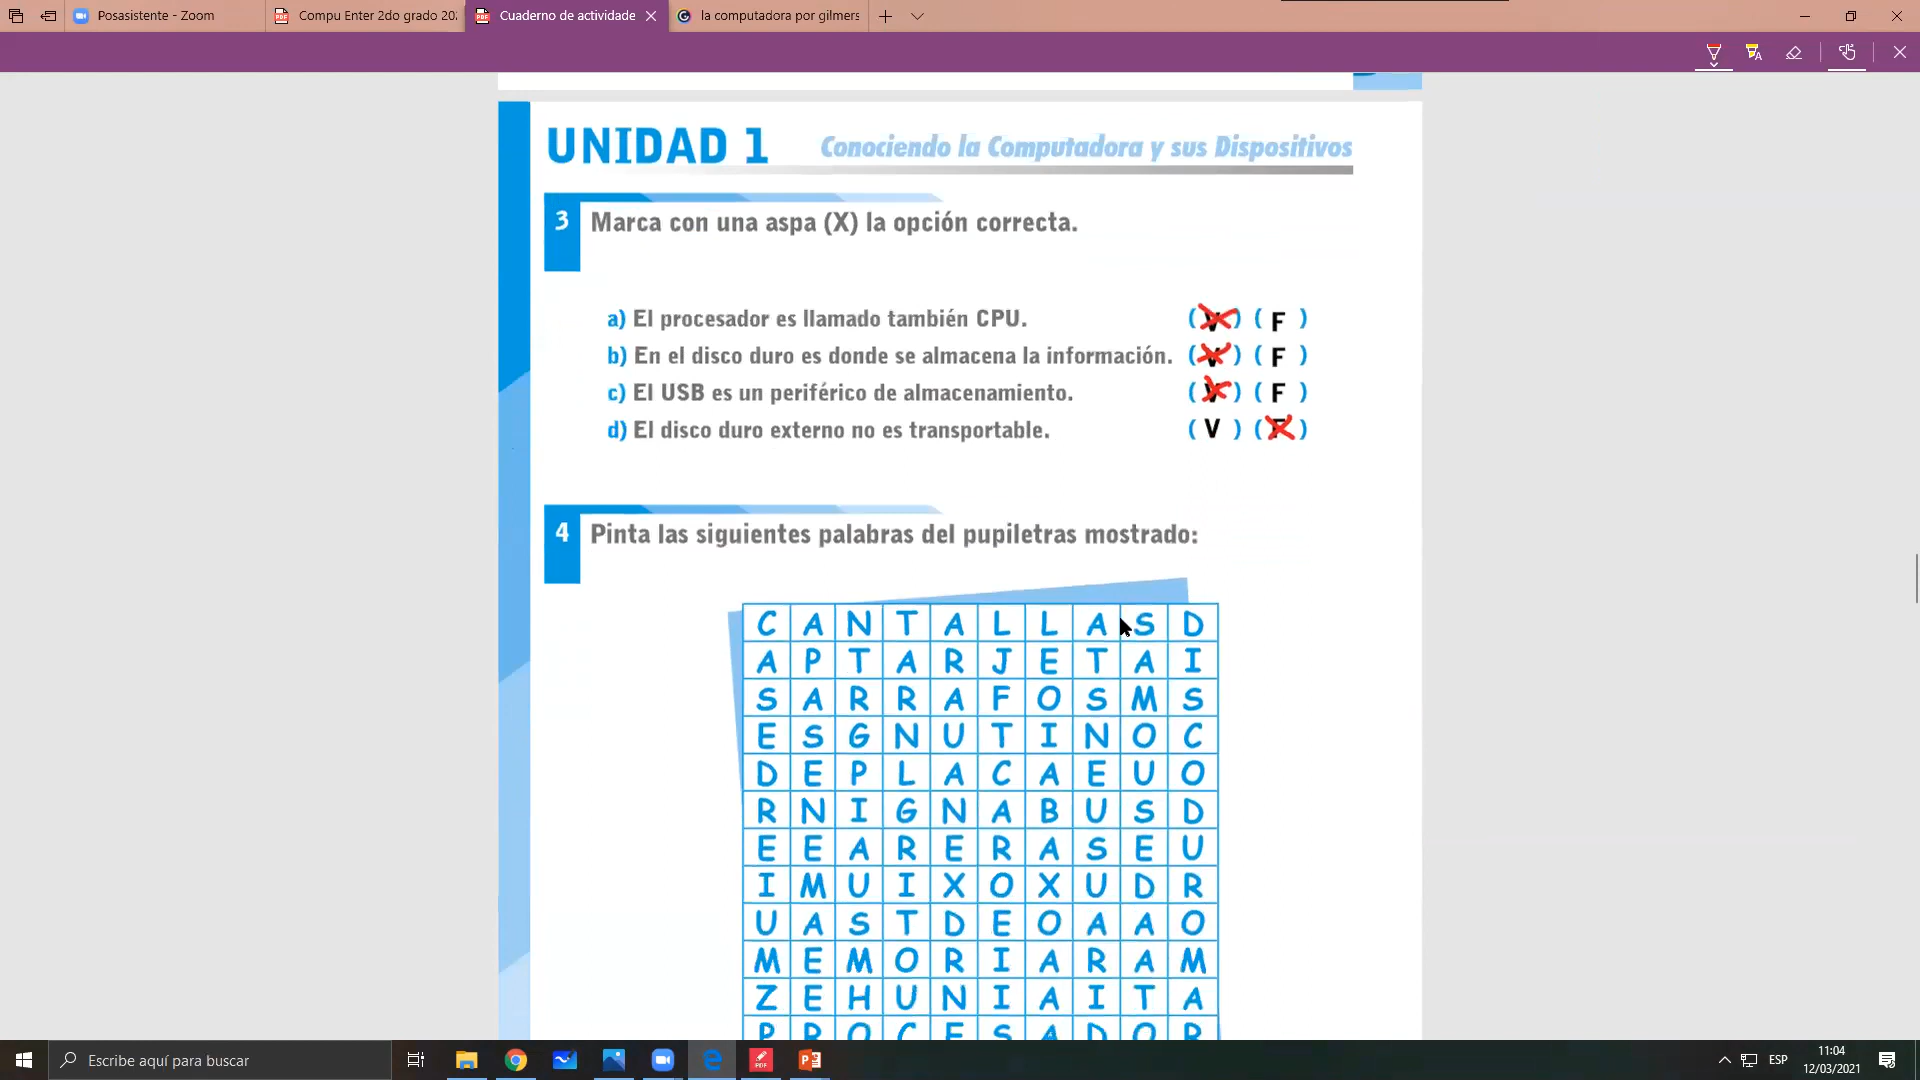 Posasistente - Zoom
Compu Enter 2do grado 202
Cuaderno de actividade
la computadora por gilmers
UNIDAD 1
Conociendo la Computadora y sus Dispositivos
3 Marca con una aspa (X) la opción correcta.
a) El procesador es llamado también CPU. ( V ) ( F )
b) En el disco duro es donde se almacena la información. ( V ) ( F )
c) El USB es un periférico de almacenamiento. ( V ) ( F )
d) El disco duro externo no es transportable. ( V ) ( F )
4 Pinta las siguientes palabras del pupiletras mostrado:
C A N T A L L A S D
A P T A R J E T A I
S A R R A F O S M S
E S G N U T I N O C
D E P L A C A E U O
R N I G N A B U S D
E E A R E R A S E U
I M U I X O X U D R
U A S T D E O A A O
M E M O R I A R A M
Z E H U N I A I T A
P R O C E S A D O R
Escribe aquí para buscar
ESP
11:04
12/03/2021